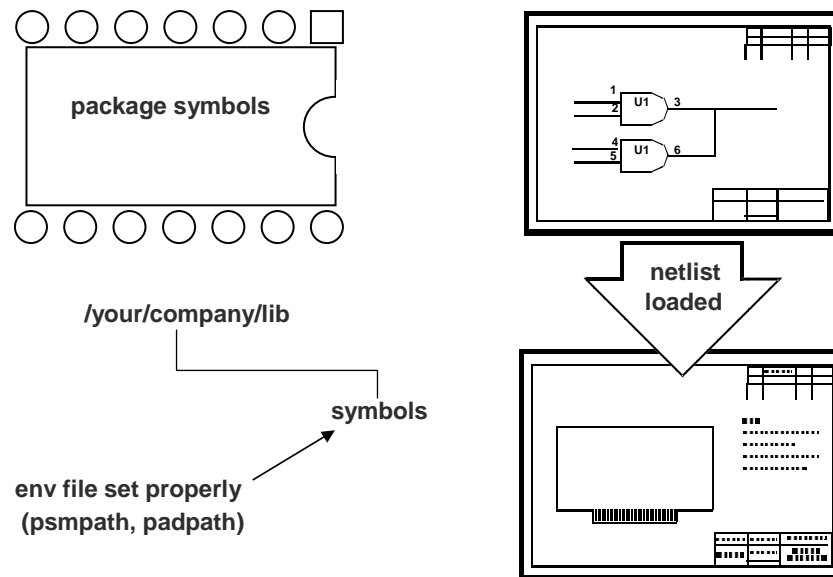 package symbols
/your/company/lib
symbols
env file set properly
(psmpath, padpath)
1
2
U1
3
4
5
U1
6
netlist
loaded